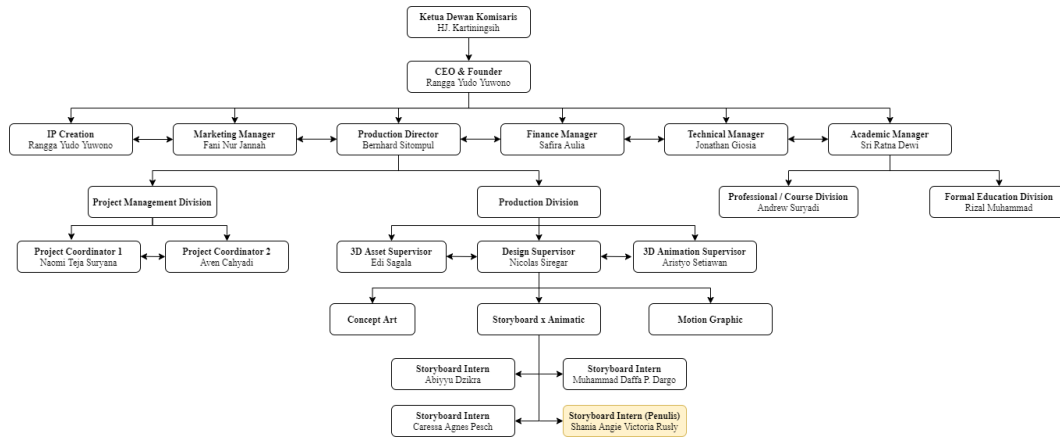 Ketua Dewan Komisaris
HJ. Kartiningsih
CEO & Founder
Rangga Yudo Yuwono
IP Creation
Rangga Yudo Yuwono
Marketing Manager
Fani Nur Jannah
Production Director
Bernhard Sitompul
Finance Manager
Safira Aulia
Technical Manager
Jonathan Giosia
Academic Manager
Sri Ratna Dewi
Project Management Division
Production Division
Professional / Course Division
Andrew Suryadi
Formal Education Division
Rizal Muhammad
Project Coordinator 1
Naomi Teja Suryana
Project Coordinator 2
Aven Cahyadi
3D Asset Supervisor
Edi Sagala
Design Supervisor
Nicolas Siregar
3D Animation Supervisor
Aristyo Setiawan
Concept Art
Storyboard x Animatic
Motion Graphic
Storyboard Intern
Abiyyu Dzikra
Storyboard Intern
Muhammad Daffa P. Dargo
Storyboard Intern
Caressa Agnes Pesch
Storyboard Intern (Penulis)
Shania Angie Victoria Rusly